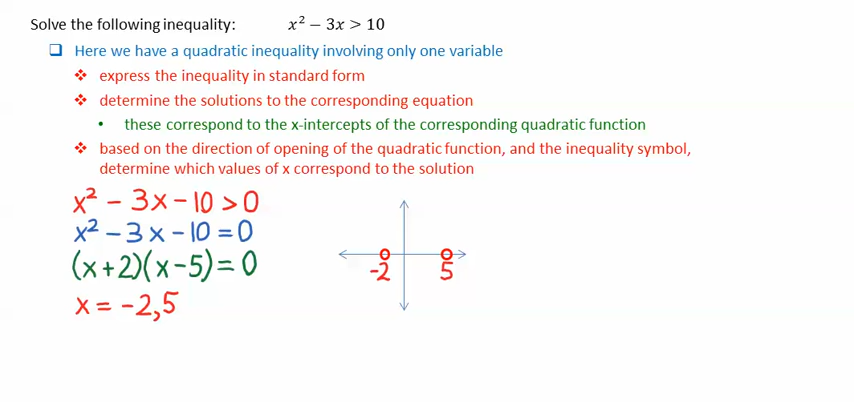 Solve the following inequality: x² − 3x > 10
Here we have a quadratic inequality involving only one variable
express the inequality in standard form
determine the solutions to the corresponding equation
these correspond to the x-intercepts of the corresponding quadratic function
based on the direction of opening of the quadratic function, and the inequality symbol,
determine which values of x correspond to the solution
x² − 3x − 10 > 0
x² − 3x − 10 = 0
(x + 2)(x − 5) = 0
x = −2, 5
-2 5